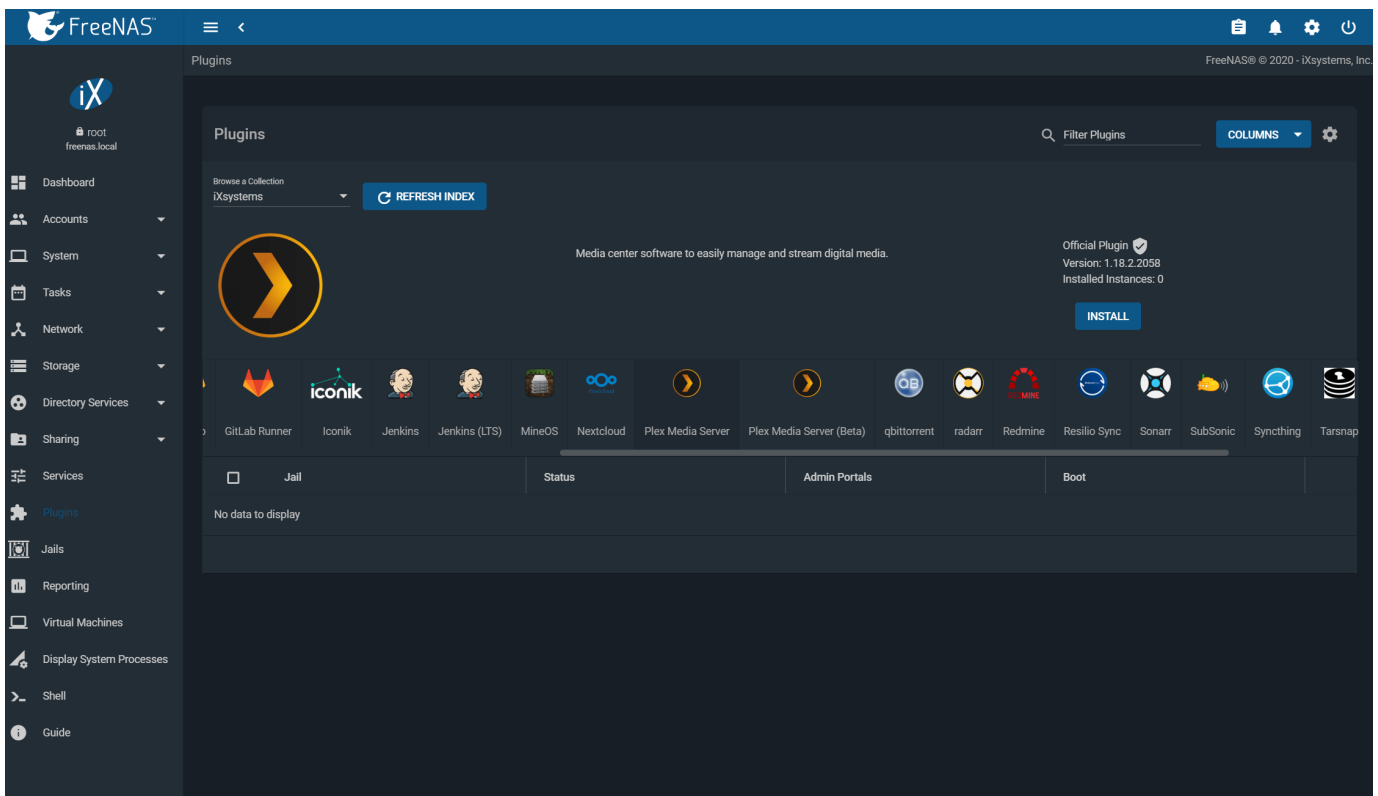 FreeNAS™
Plugins
FreeNAS® © 2020 - iXsystems, Inc.
iX
root
freenas.local
Dashboard
Accounts
System
Tasks
Network
Storage
Directory Services
Sharing
Services
Plugins
Jails
Reporting
Virtual Machines
Display System Processes
Shell
Guide
Plugins
Filter Plugins
COLUMNS
Browse a Collection
iXsystems
REFRESH INDEX
Media center software to easily manage and stream digital media.
Official Plugin
Version: 1.18.2.2058
Installed Instances: 0
INSTALL
iconik
QB
REDMINE
GitLab Runner
Iconik
Jenkins
Jenkins (LTS)
MineOS
Nextcloud
Plex Media Server
Plex Media Server (Beta)
qbittorrent
radarr
Redmine
Resilio Sync
Sonarr
SubSonic
Syncthing
Tarsnap
Jail
Status
Admin Portals
Boot
No data to display